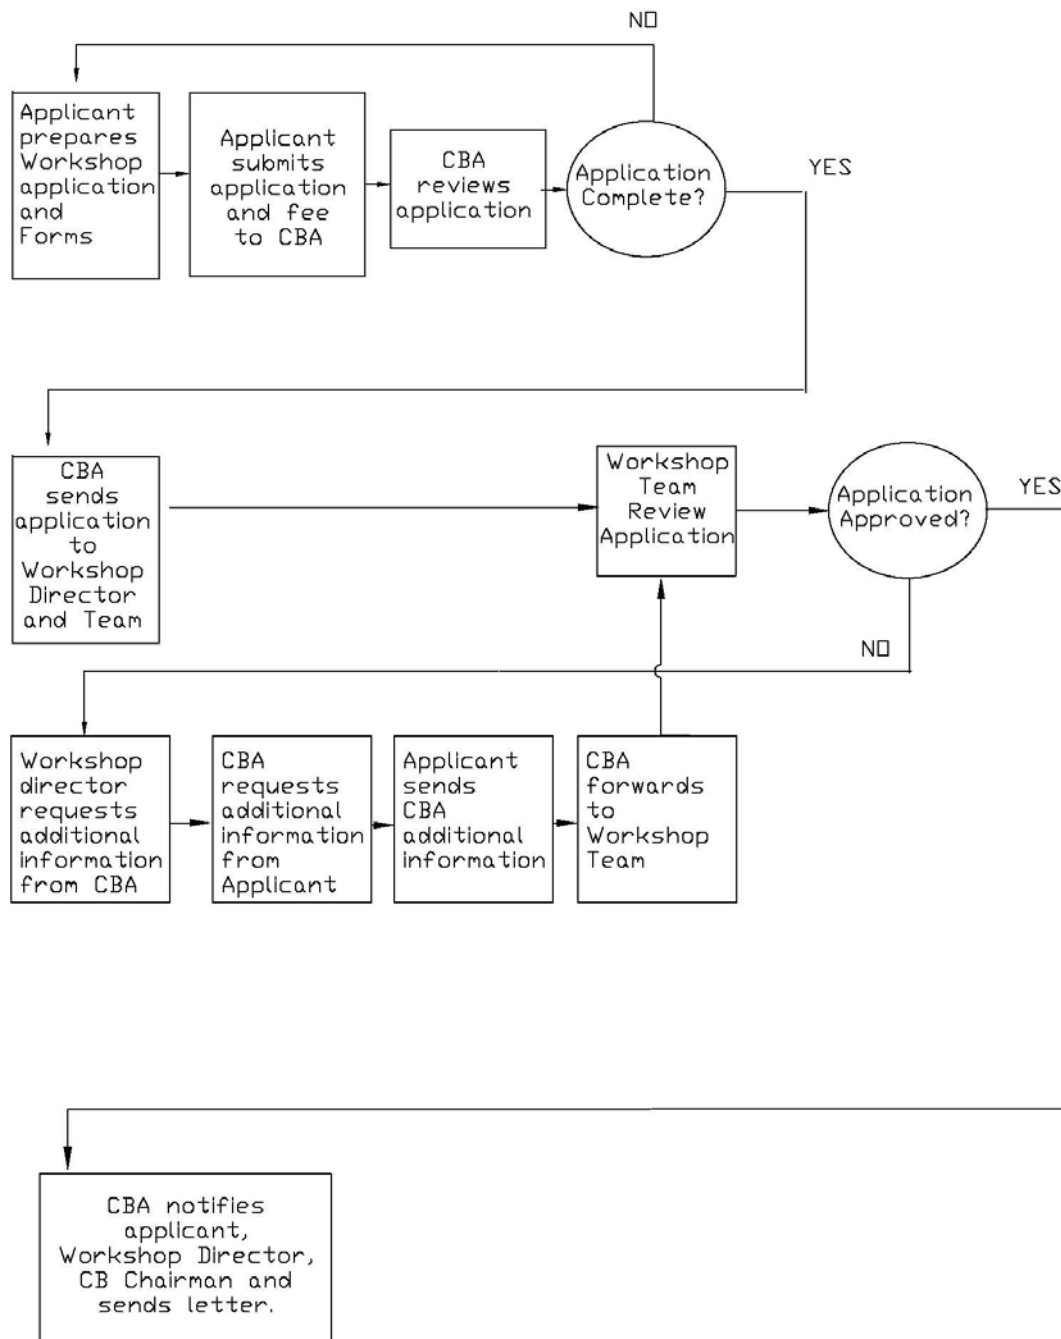 NO
Applicant
prepares
Workshop
application
and
Forms
Applicant
submits
application
and fee
to CBA
CBA
reviews
application
Application
Complete?
YES
CBA
sends
application
to
Workshop
Director
and Team
Workshop
Team
Review
Application
Application
Approved?
YES
NO
Workshop
director
requests
additional
information
from CBA
CBA
requests
additional
information
from
Applicant
Applicant
sends
CBA
additional
information
CBA
forwards
to
Workshop
Team
CBA notifies
applicant,
Workshop Director,
CB Chairman and
sends letter.